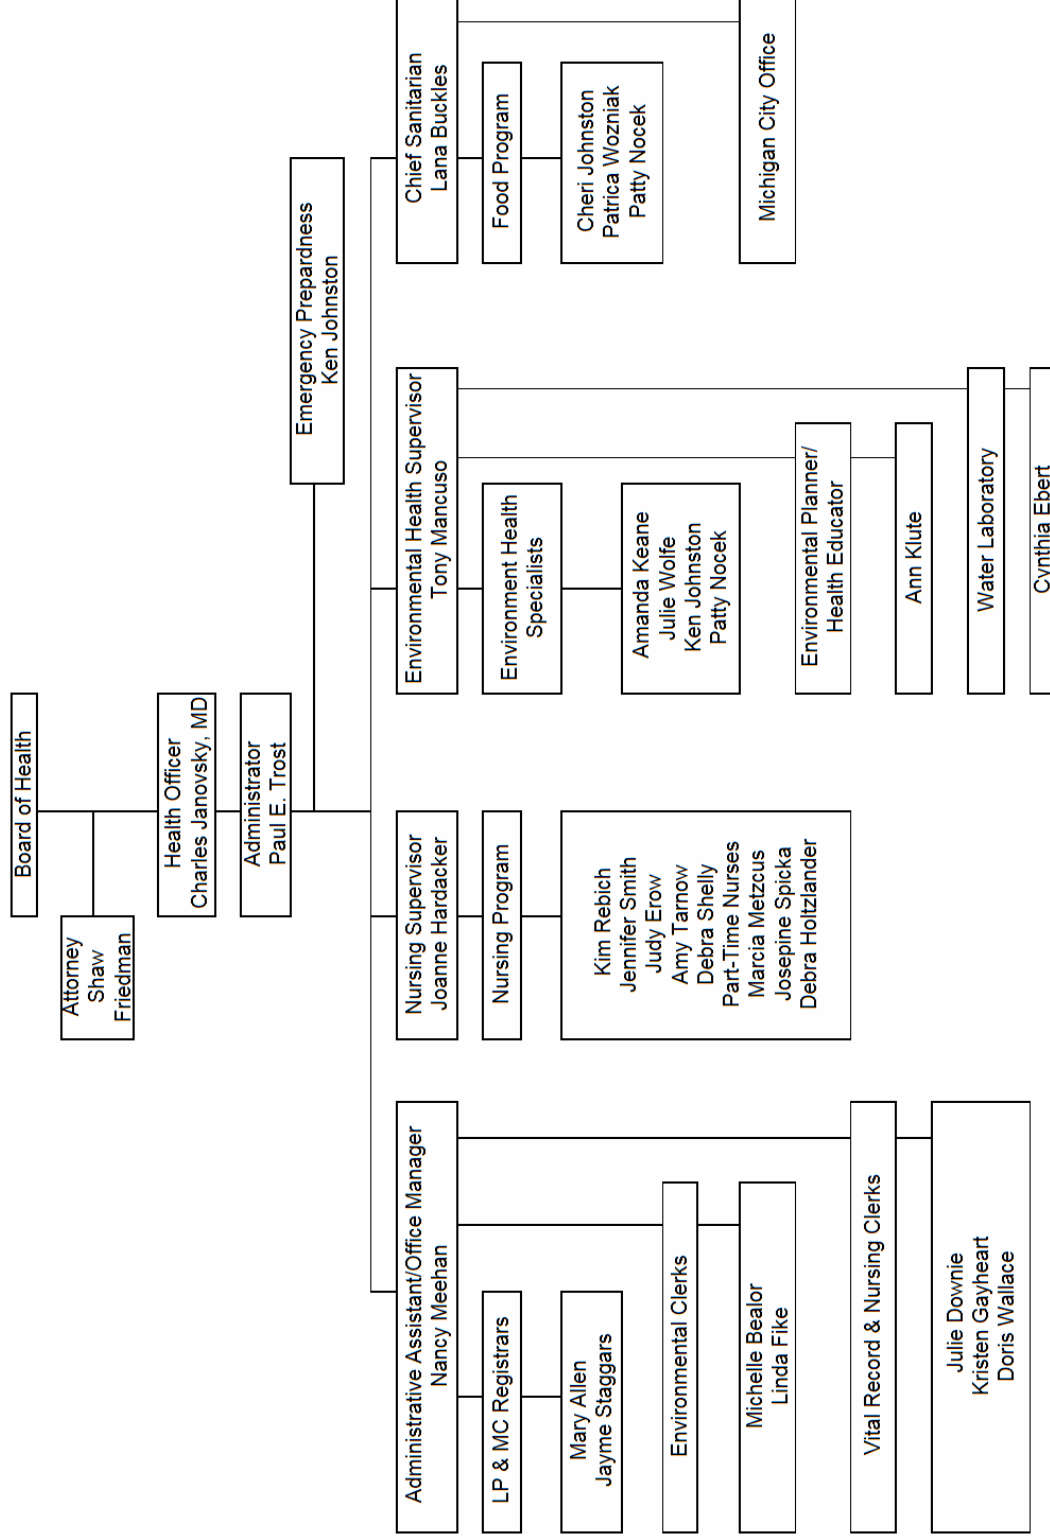 Board of Health
Attorney
Shaw
Friedman
Health Officer
Charles Janovsky, MD
Administrator
Paul E. Trost
Emergency Prepardness
Ken Johnston
Administrative Assistant/Office Manager
Nancy Meehan
LP & MC Registrars
Mary Allen
Jayme Staggars
Environmental Clerks
Michelle Bealor
Linda Fike
Vital Record & Nursing Clerks
Julie Downie
Kristen Gayheart
Doris Wallace
Nursing Supervisor
Joanne Hardacker
Nursing Program
Kim Rebich
Jennifer Smith
Judy Erow
Amy Tarnow
Debra Shelly
Part-Time Nurses
Marcia Metzcus
Josepine Spicka
Debra Holtzlander
Environmental Health Supervisor
Tony Mancuso
Environment Health
Specialists
Amanda Keane
Julie Wolfe
Ken Johnston
Patty Nocek
Environmental Planner/
Health Educator
Ann Klute
Water Laboratory
Cynthia Ebert
Chief Sanitarian
Lana Buckles
Food Program
Cheri Johnston
Patrica Wozniak
Patty Nocek
Michigan City Office